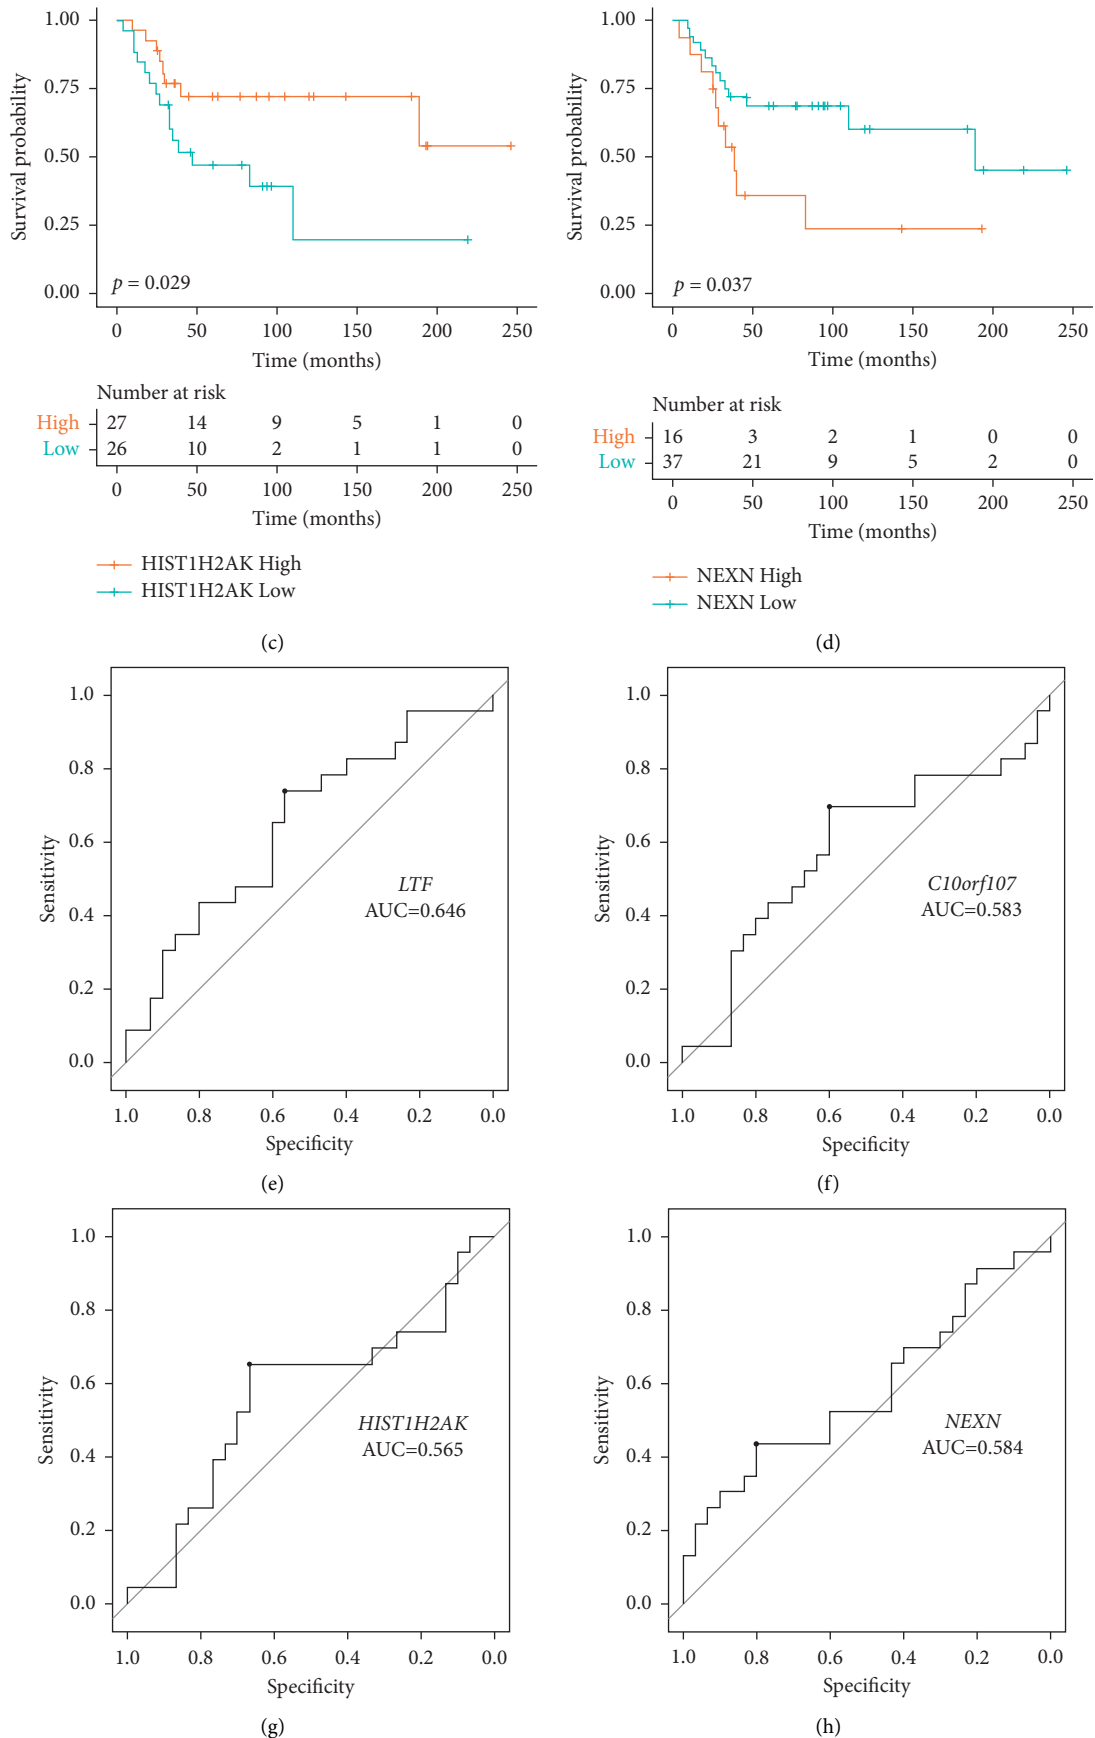 Survival probability
1.00
0.75
0.50
0.25
0.00
p = 0.029
0 50 100 150 200 250
Time (months)
Number at risk
High 27 14 9 5 1 0
Low 26 10 2 1 1 0
0 50 100 150 200 250
Time (months)
HIST1H2AK High
HIST1H2AK Low
(c)
Survival probability
1.00
0.75
0.50
0.25
0.00
p = 0.037
0 50 100 150 200 250
Time (months)
Number at risk
High 16 3 2 1 0 0
Low 37 21 9 5 2 0
0 50 100 150 200 250
Time (months)
NEXN High
NEXN Low
(d)
Sensitivity
1.0
0.8
0.6
0.4
0.2
0.0
LTF
AUC=0.646
1.0 0.8 0.6 0.4 0.2 0.0
Specificity
(e)
Sensitivity
1.0
0.8
0.6
0.4
0.2
0.0
C10orf107
AUC=0.583
1.0 0.8 0.6 0.4 0.2 0.0
Specificity
(f)
Sensitivity
1.0
0.8
0.6
0.4
0.2
0.0
HIST1H2AK
AUC=0.565
1.0 0.8 0.6 0.4 0.2 0.0
Specificity
(g)
Sensitivity
1.0
0.8
0.6
0.4
0.2
0.0
NEXN
AUC=0.584
1.0 0.8 0.6 0.4 0.2 0.0
Specificity
(h)